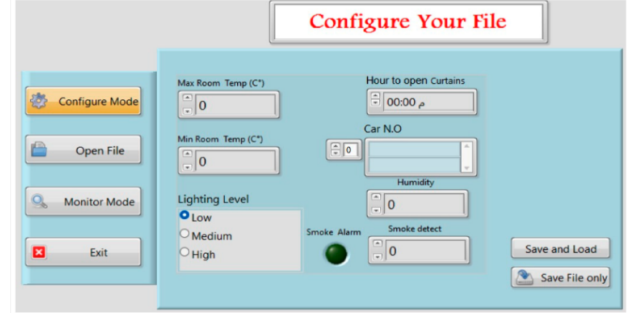 Configure Your File
Configure Mode
Open File
Monitor Mode
Exit
Max Room Temp (C°)
0
Min Room Temp (C°)
0
Lighting Level
Low
Medium
High
Hour to open Curtains
00:00 م
Car N.O
0
Humidity
0
Smoke Alarm
Smoke detect
0
Save and Load
Save File only